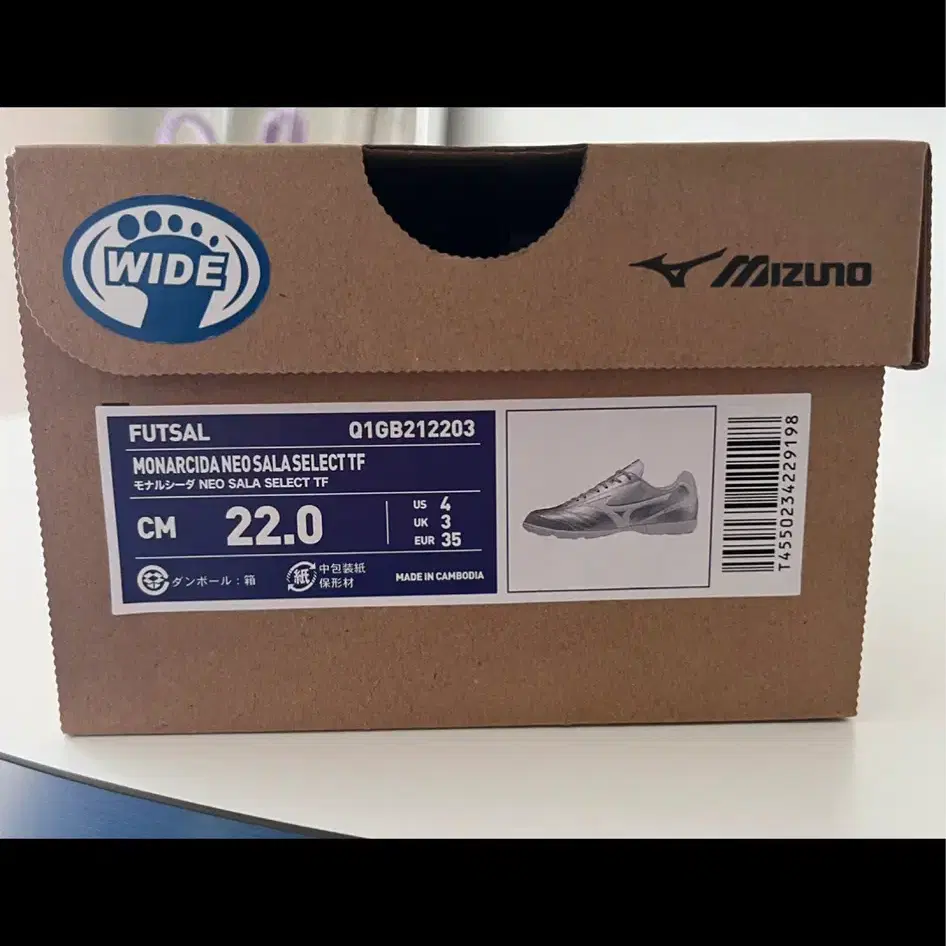 WIDE
MIZUNO
FUTSAL Q1GB212203
MONARCIDA NEO SALA SELECT TF
モナルシーダ NEO SALA SELECT TF
CM 22.0
US 4
UK 3
EUR 35
ダンボール：箱
紙 中包装紙
保形材
MADE IN CAMBODIA
T4550234229198